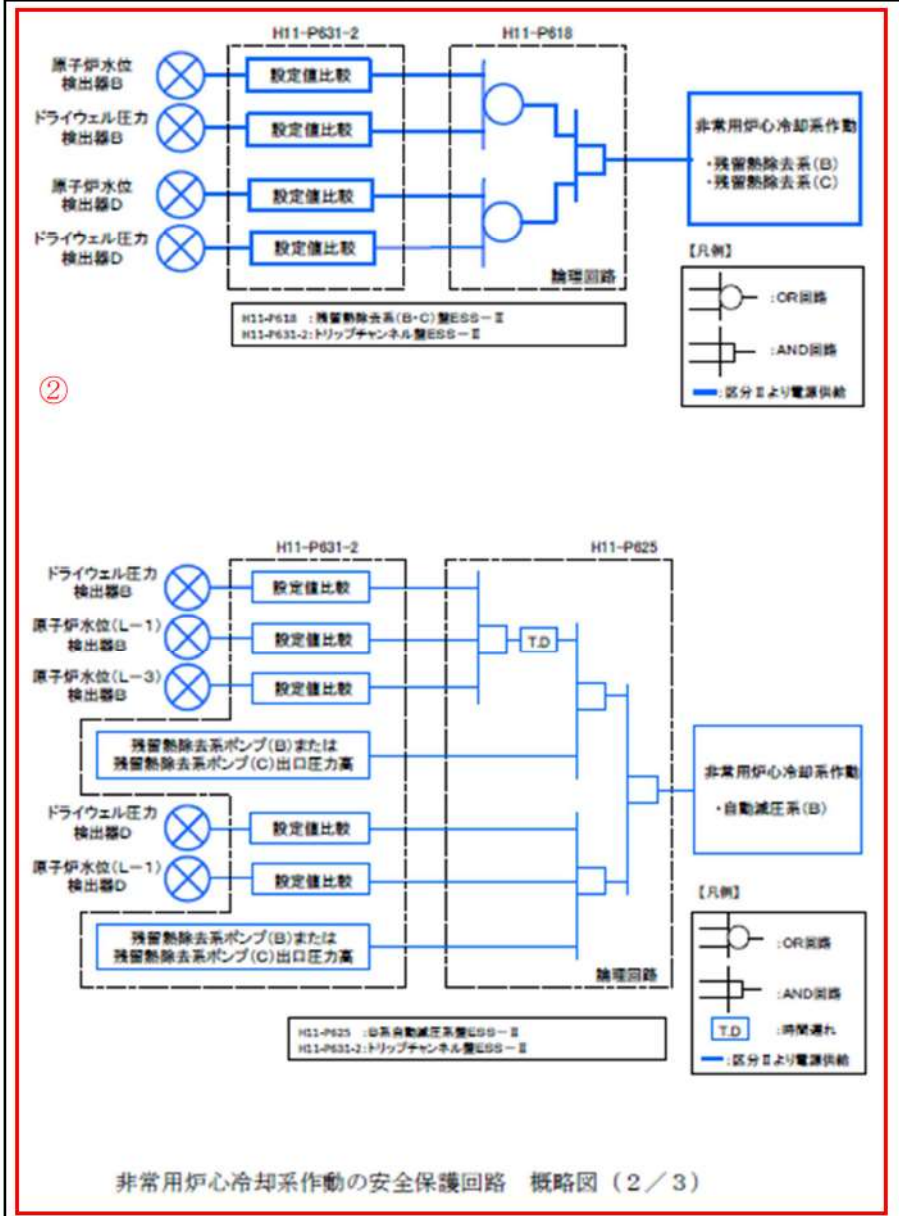 H11-P631-2
H11-P618
原子炉水位
検出器B
設定値比較
ドライウェル圧力
検出器B
設定値比較
原子炉水位
検出器D
設定値比較
ドライウェル圧力
検出器D
設定値比較
論理回路
非常用炉心冷却系作動
・残留熱除去系(B)
・残留熱除去系(C)
【凡例】
:OR回路
:AND回路
:区分Ⅱより電源供給
H11-P618 :残留熱除去系(B・C)盤ESS-Ⅱ
H11-P631-2:トリップチャンネル盤ESS-Ⅱ
②
H11-P631-2
H11-P625
ドライウェル圧力
検出器B
設定値比較
原子炉水位(L-1)
検出器B
設定値比較
原子炉水位(L-3)
検出器B
設定値比較
T.D
残留熱除去系ポンプ(B)または
残留熱除去系ポンプ(C)出口圧力高
ドライウェル圧力
検出器D
設定値比較
原子炉水位(L-1)
検出器D
設定値比較
残留熱除去系ポンプ(B)または
残留熱除去系ポンプ(C)出口圧力高
論理回路
非常用炉心冷却系作動
・自動減圧系(B)
【凡例】
:OR回路
:AND回路
T.D :時間遅れ
:区分Ⅱより電源供給
H11-P625 :B系自動減圧系盤ESS-Ⅱ
H11-P631-2:トリップチャンネル盤ESS-Ⅱ
非常用炉心冷却系作動の安全保護回路 概略図(2/3)